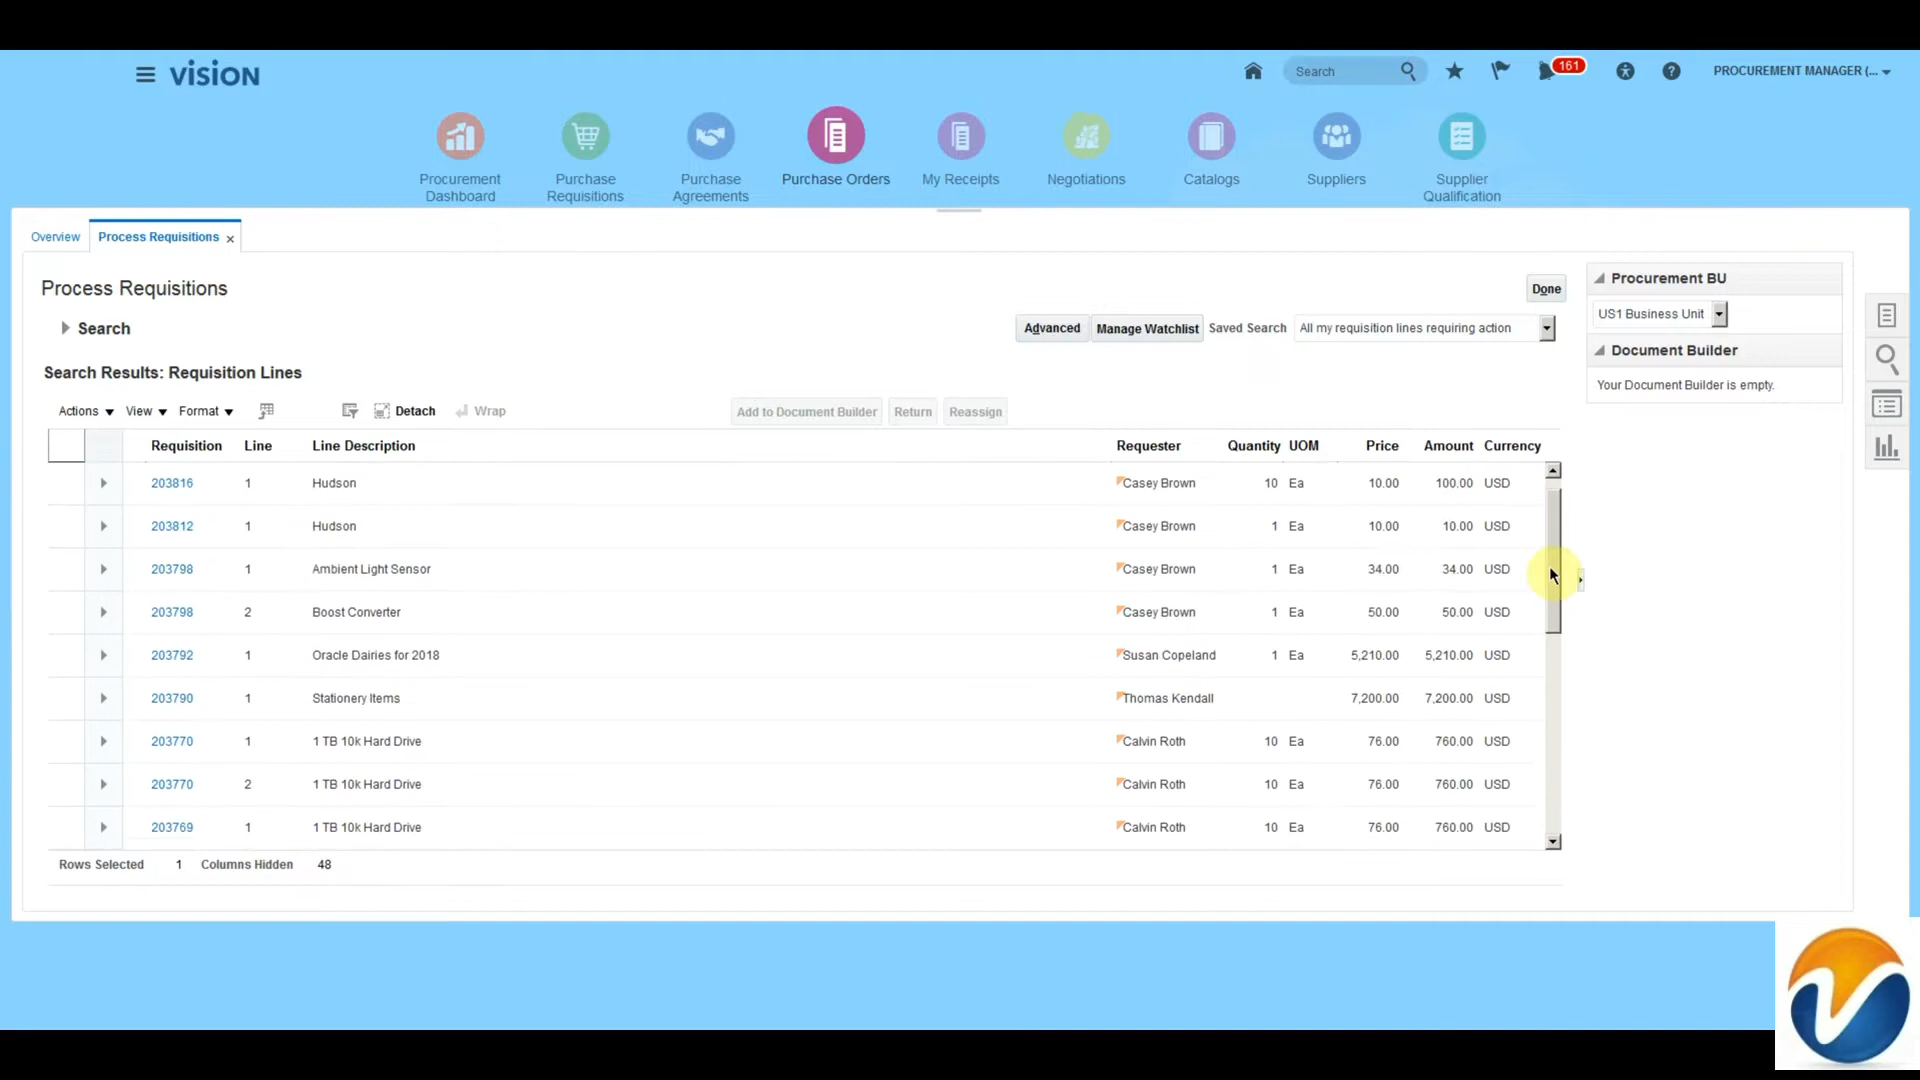 vision
Search
161
PROCUREMENT MANAGER (...
Procurement
Dashboard
Purchase
Requisitions
Purchase
Agreements
Purchase Orders
My Receipts
Negotiations
Catalogs
Suppliers
Supplier
Qualification
Overview
Process Requisitions
Process Requisitions
Done
Search
Advanced
Manage Watchlist
Saved Search
All my requisition lines requiring action
Search Results: Requisition Lines
Actions View Format Detach Wrap
Add to Document Builder Return Reassign
Requisition Line Line Description Requester Quantity UOM Price Amount Currency
203816 1 Hudson Casey Brown 10 Ea 10.00 100.00 USD
203812 1 Hudson Casey Brown 1 Ea 10.00 10.00 USD
203798 1 Ambient Light Sensor Casey Brown 1 Ea 34.00 34.00 USD
203798 2 Boost Converter Casey Brown 1 Ea 50.00 50.00 USD
203792 1 Oracle Dairies for 2018 Susan Copeland 1 Ea 5,210.00 5,210.00 USD
203790 1 Stationery Items Thomas Kendall 7,200.00 7,200.00 USD
203770 1 1 TB 10k Hard Drive Calvin Roth 10 Ea 76.00 760.00 USD
203770 2 1 TB 10k Hard Drive Calvin Roth 10 Ea 76.00 760.00 USD
203769 1 1 TB 10k Hard Drive Calvin Roth 10 Ea 76.00 760.00 USD
Rows Selected 1 Columns Hidden 48
Procurement BU
US1 Business Unit
Document Builder
Your Document Builder is empty.